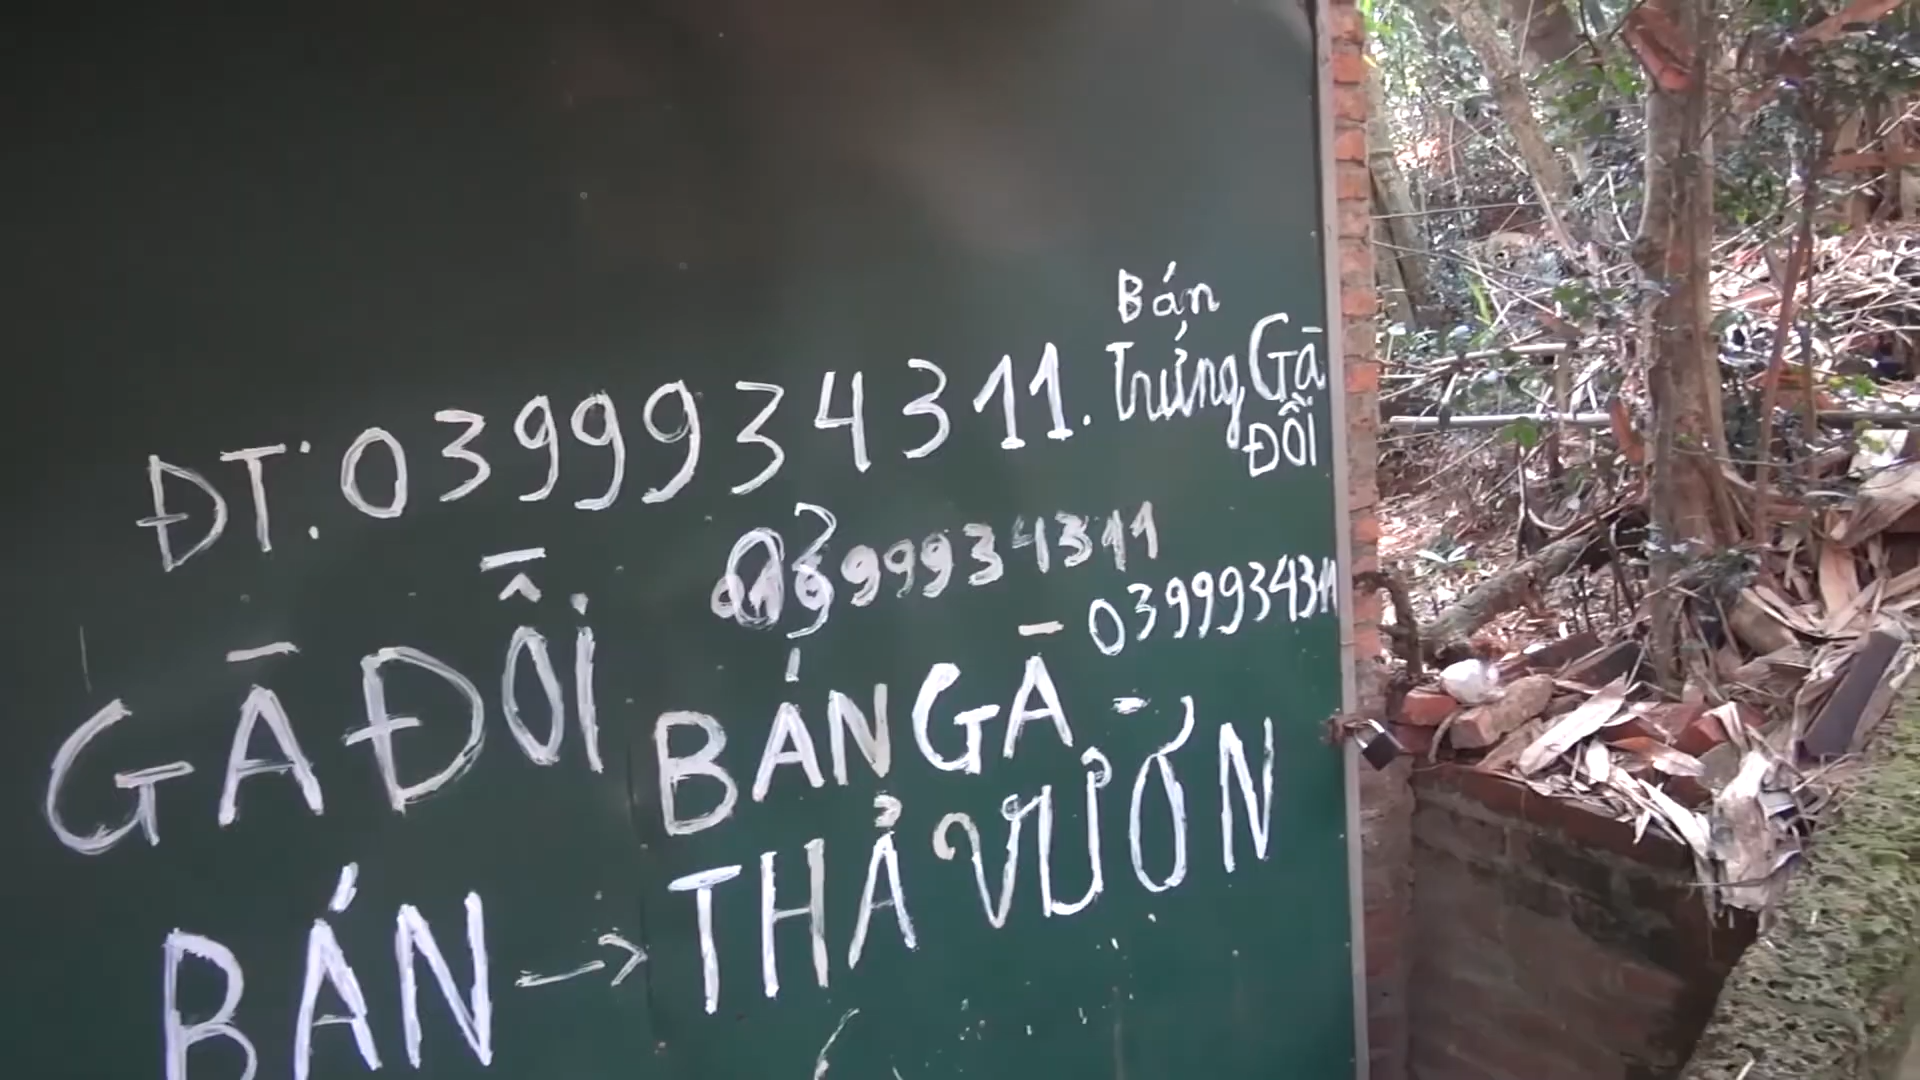 Bán
ĐT: 0399934311. Trứng Gà
ĐỒI
0399934311
0399934311
GÀ ĐỒI
BÁN GÀ
BÁN → THẢ VƯỜN